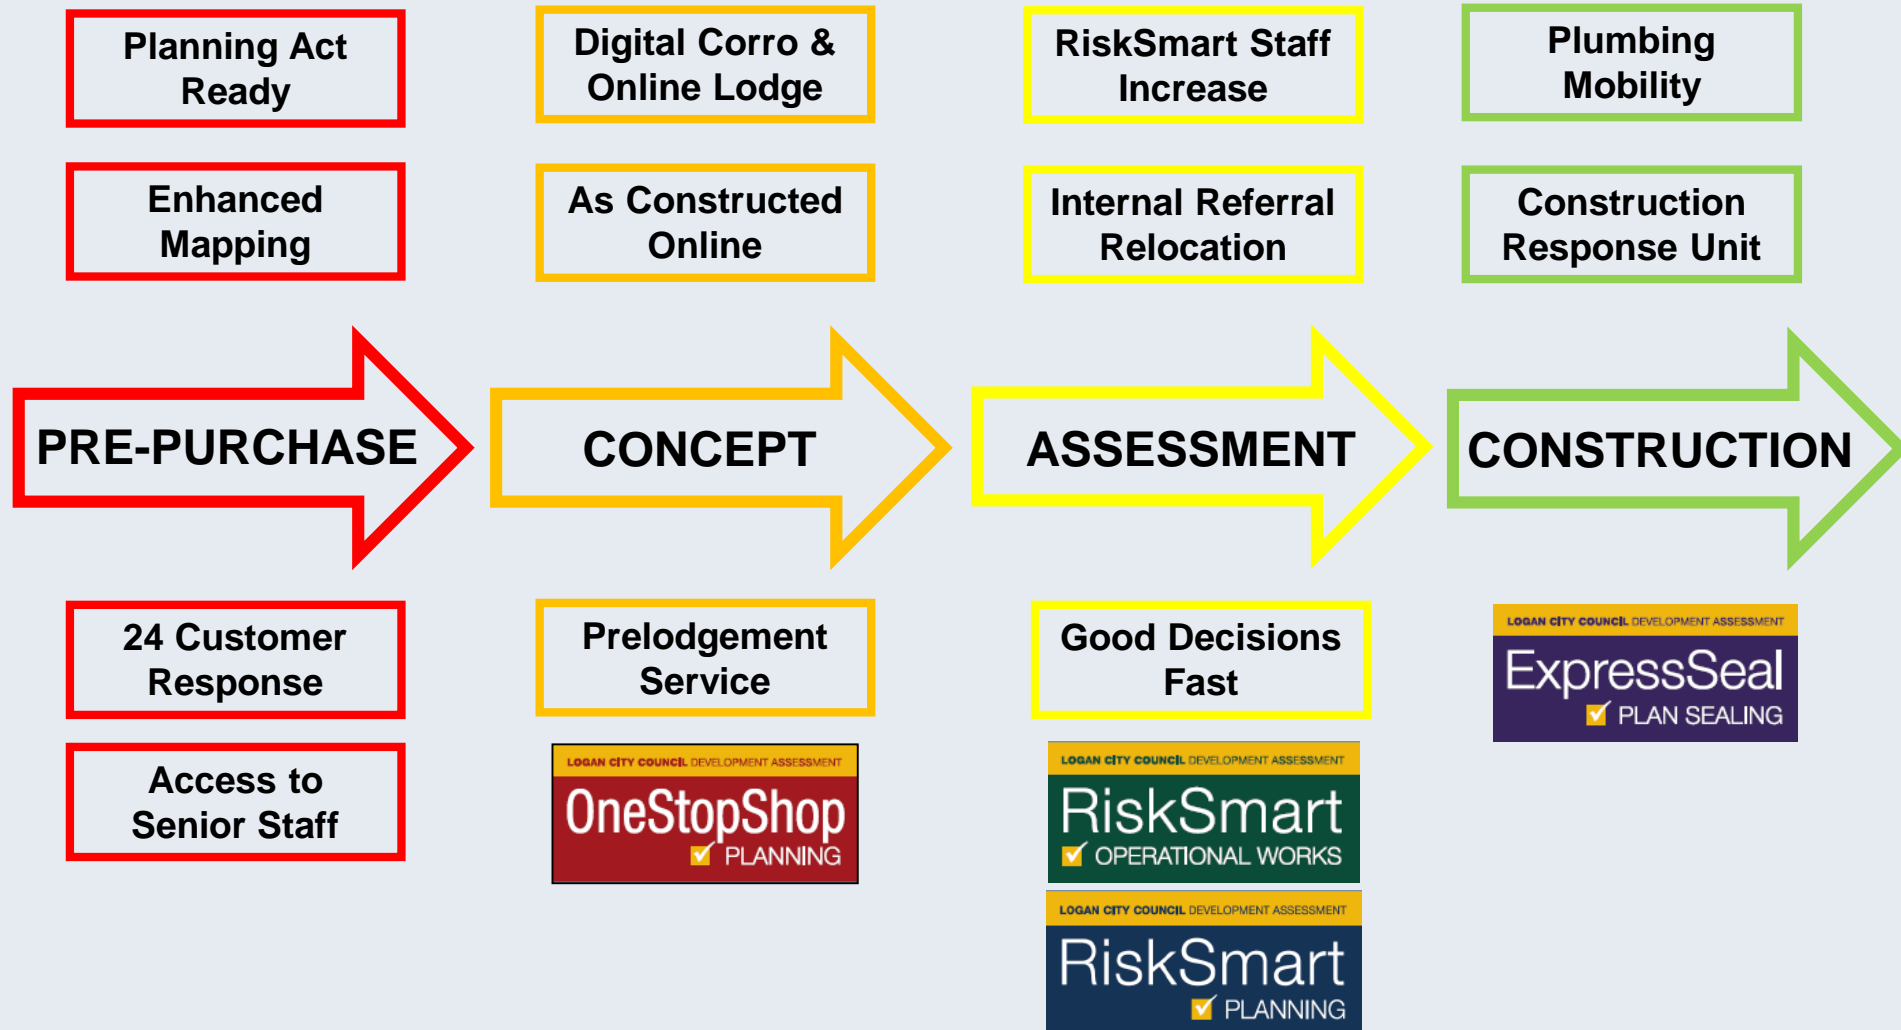 Planning Act
Ready
Digital Corro &
Online Lodge
RiskSmart Staff
Increase
Plumbing
Mobility
Enhanced
Mapping
As Constructed
Online
Internal Referral
Relocation
Construction
Response Unit
PRE-PURCHASE
CONCEPT
ASSESSMENT
CONSTRUCTION
24 Customer
Response
Access to
Senior Staff
Prelodgement
Service
LOGAN CITY COUNCIL DEVELOPMENT ASSESSMENT
OneStopShop
PLANNING
Good Decisions
Fast
LOGAN CITY COUNCIL DEVELOPMENT ASSESSMENT
RiskSmart
OPERATIONAL WORKS
LOGAN CITY COUNCIL DEVELOPMENT ASSESSMENT
RiskSmart
PLANNING
LOGAN CITY COUNCIL DEVELOPMENT ASSESSMENT
ExpressSeal
PLAN SEALING